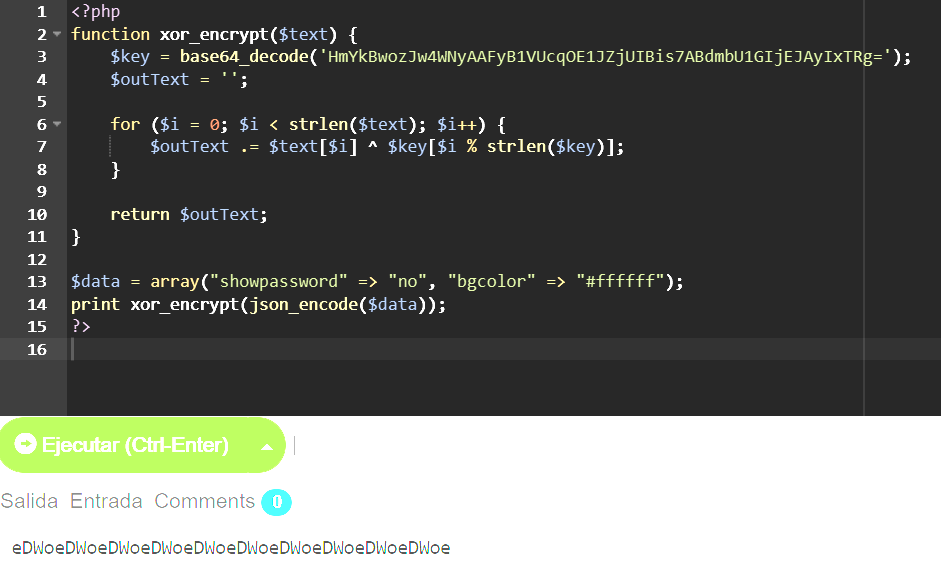 1 <?php
2 function xor_encrypt($text) {
3 $key = base64_decode('HmYkBwozJw4WNyAAFyB1VUcqOE1JZjUIBis7ABdmbU1GIjEJAyIxTRg=');
4 $outText = '';
5
6 for ($i = 0; $i < strlen($text); $i++) {
7 $outText .= $text[$i] ^ $key[$i % strlen($key)];
8 }
9
10 return $outText;
11 }
12
13 $data = array("showpassword" => "no", "bgcolor" => "#ffffff");
14 print xor_encrypt(json_encode($data));
15 ?>
16
Ejecutar (Ctrl-Enter)
Salida Entrada Comments 0
eDWoeDWoeDWoeDWoeDWoeDWoeDWoeDWoeDWoeDWoe